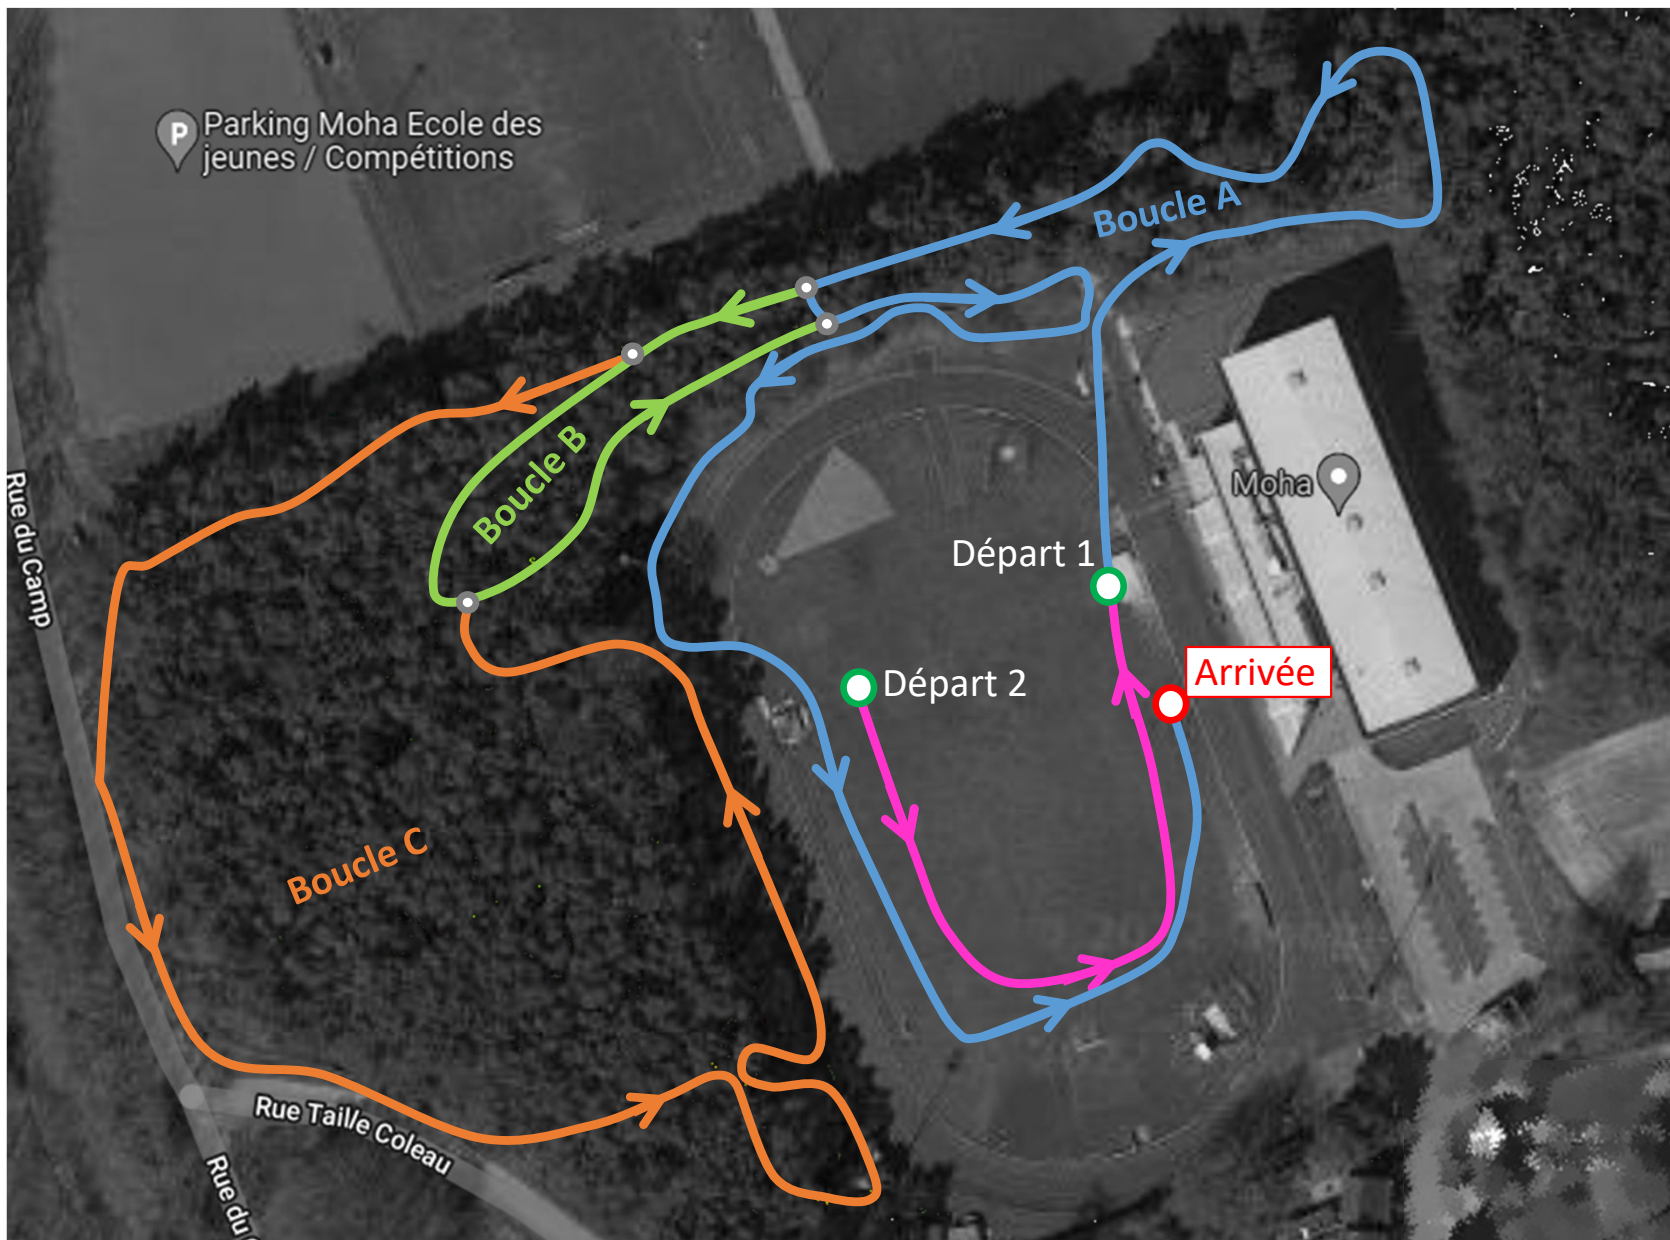 Parking Moha Ecole des
jeunes / Compétitions
Boucle A
Boucle B
Rue du Camp
Moha
Départ 1
Départ 2
Arrivée
Boucle C
Rue Taille Coleau
Rue du